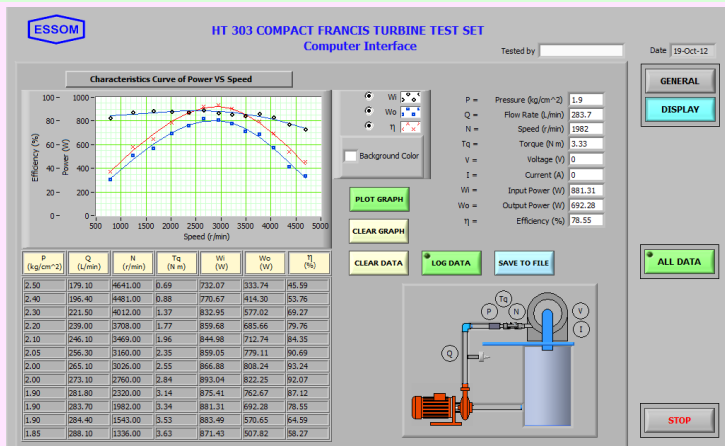 ESSOM
HT 303 COMPACT FRANCIS TURBINE TEST SET
Computer Interface
Tested by
Date 19-Oct-12
GENERAL
DISPLAY
ALL DATA
STOP
Characteristics Curve of Power VS Speed
Efficiency (%)
100-
80-
60-
40-
20-
0-
Power (W)
1000-
800-
600-
400-
200-
0-
500 1000 1500 2000 2500 3000 3500 4000 4500 5000
Speed (r/min)
Wi
Wo
η
Background Color
PLOT GRAPH
CLEAR GRAPH
CLEAR DATA
LOG DATA
SAVE TO FILE
P = Pressure (kg/cm^2) 1.9
Q = Flow Rate (L/min) 283.7
N = Speed (r/min) 1982
Tq = Torque (N m) 3.33
V = Voltage (V) 0
I = Current (A) 0
Wi = Input Power (W) 881.31
Wo = Output Power (W) 692.28
η = Efficiency (%) 78.55
P Q N Tq Wi Wo η
(kg/cm^2) (L/min) (r/min) (N m) (W) (W) (%)
2.50 179.10 4641.00 0.69 732.07 333.74 45.59
2.40 196.40 4481.00 0.88 770.67 414.30 53.76
2.30 221.50 4012.00 1.37 832.95 577.02 69.27
2.20 239.00 3708.00 1.77 859.68 685.66 79.76
2.10 246.10 3469.00 1.96 844.98 712.74 84.35
2.05 256.30 3160.00 2.35 859.05 779.11 90.69
2.00 265.10 3026.00 2.55 866.88 808.24 93.24
2.00 273.10 2760.00 2.84 893.04 822.25 92.07
1.90 281.80 2320.00 3.14 875.41 762.67 87.12
1.90 283.70 1982.00 3.34 881.31 692.28 78.55
1.90 284.40 1543.00 3.53 883.49 570.65 64.59
1.85 288.10 1336.00 3.63 871.43 507.82 58.27
Tq
P
N
V
I
Q